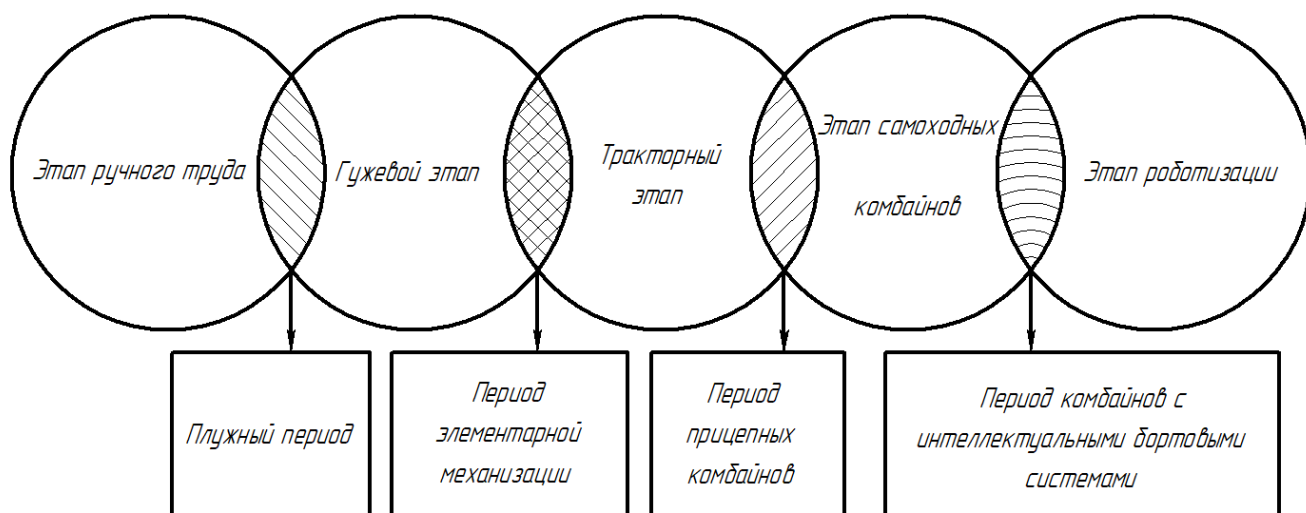 Этап ручного труда
Гужевой этап
Тракторный
этап
Этап самоходных
комбайнов
Этап роботизации
Плужный период
Период
элементарной
механизации
Период
прицепных
комбайнов
Период комбайнов с
интеллектуальными бортовыми
системами